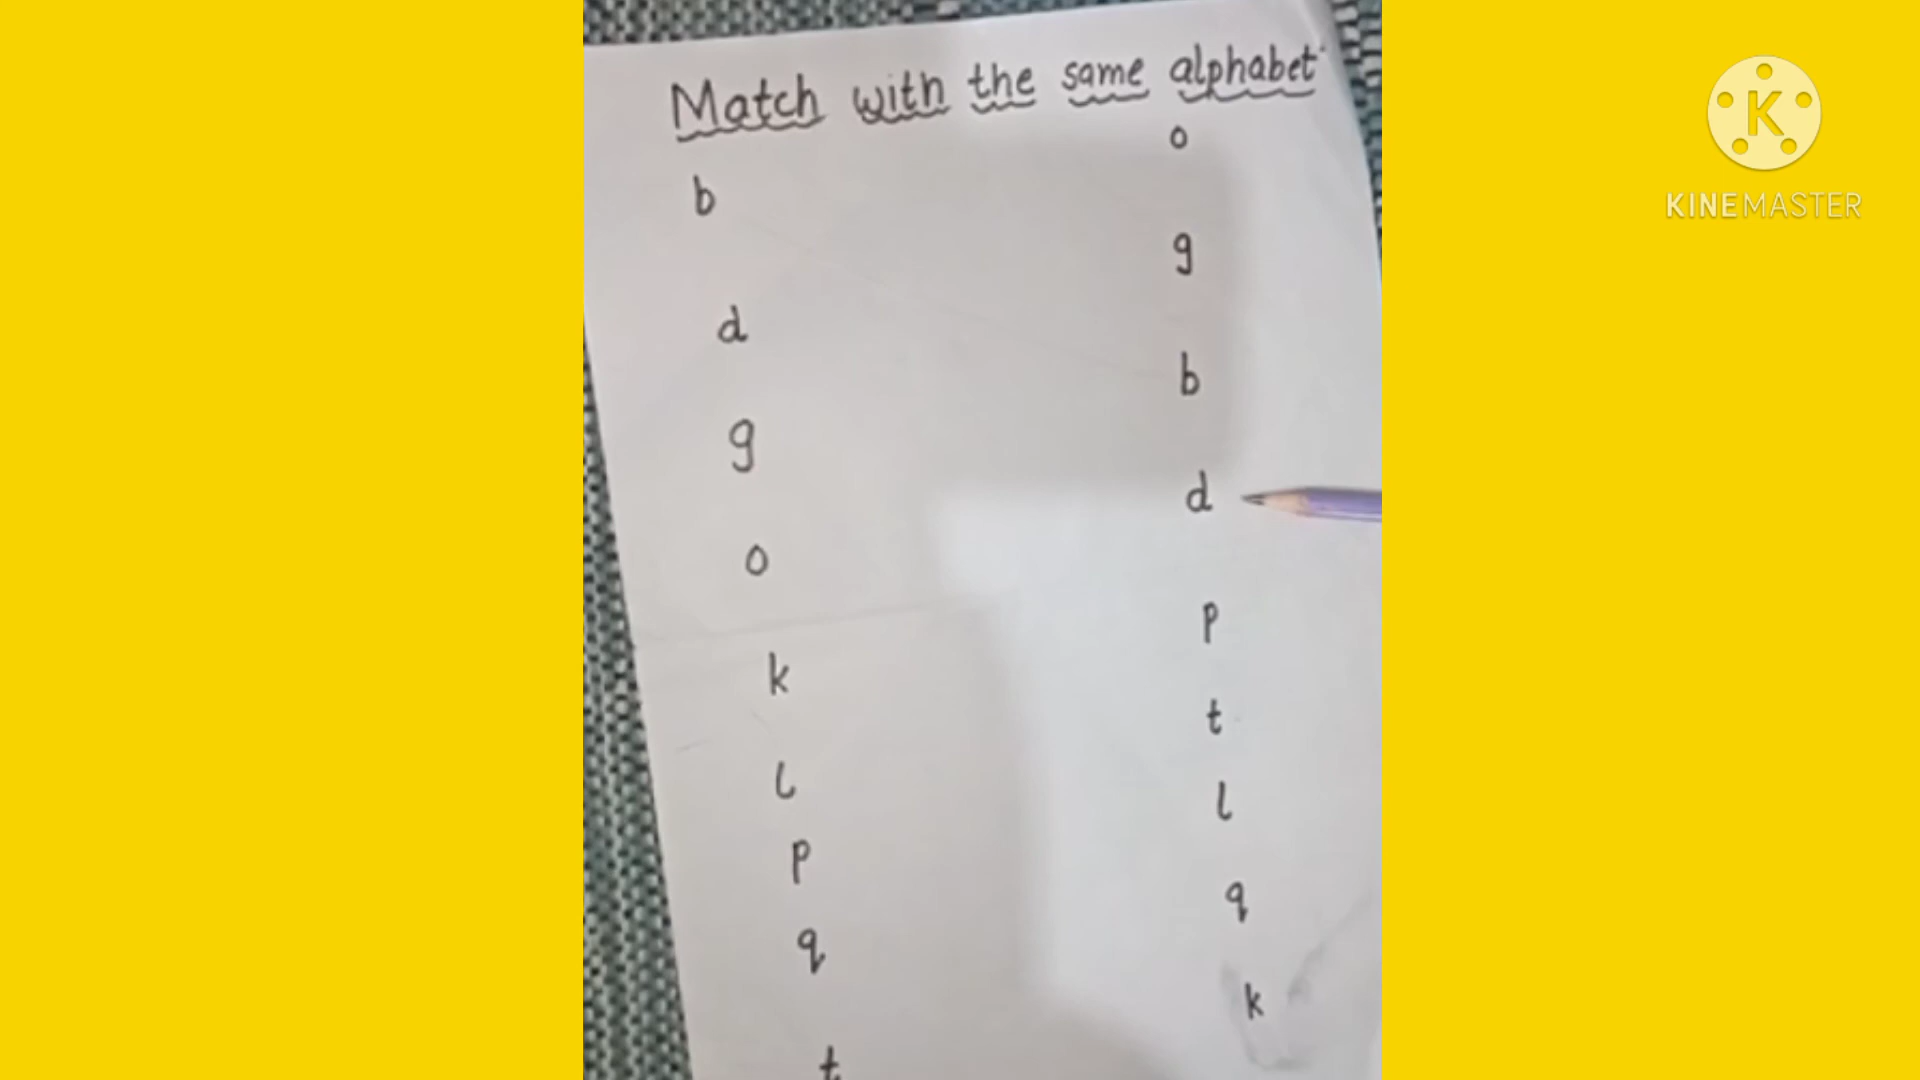 Match with the same alphabet
o
b
g
d
b
g
d
o
p
k
t
l
l
p
q
q
k
t
K
KINEMASTER